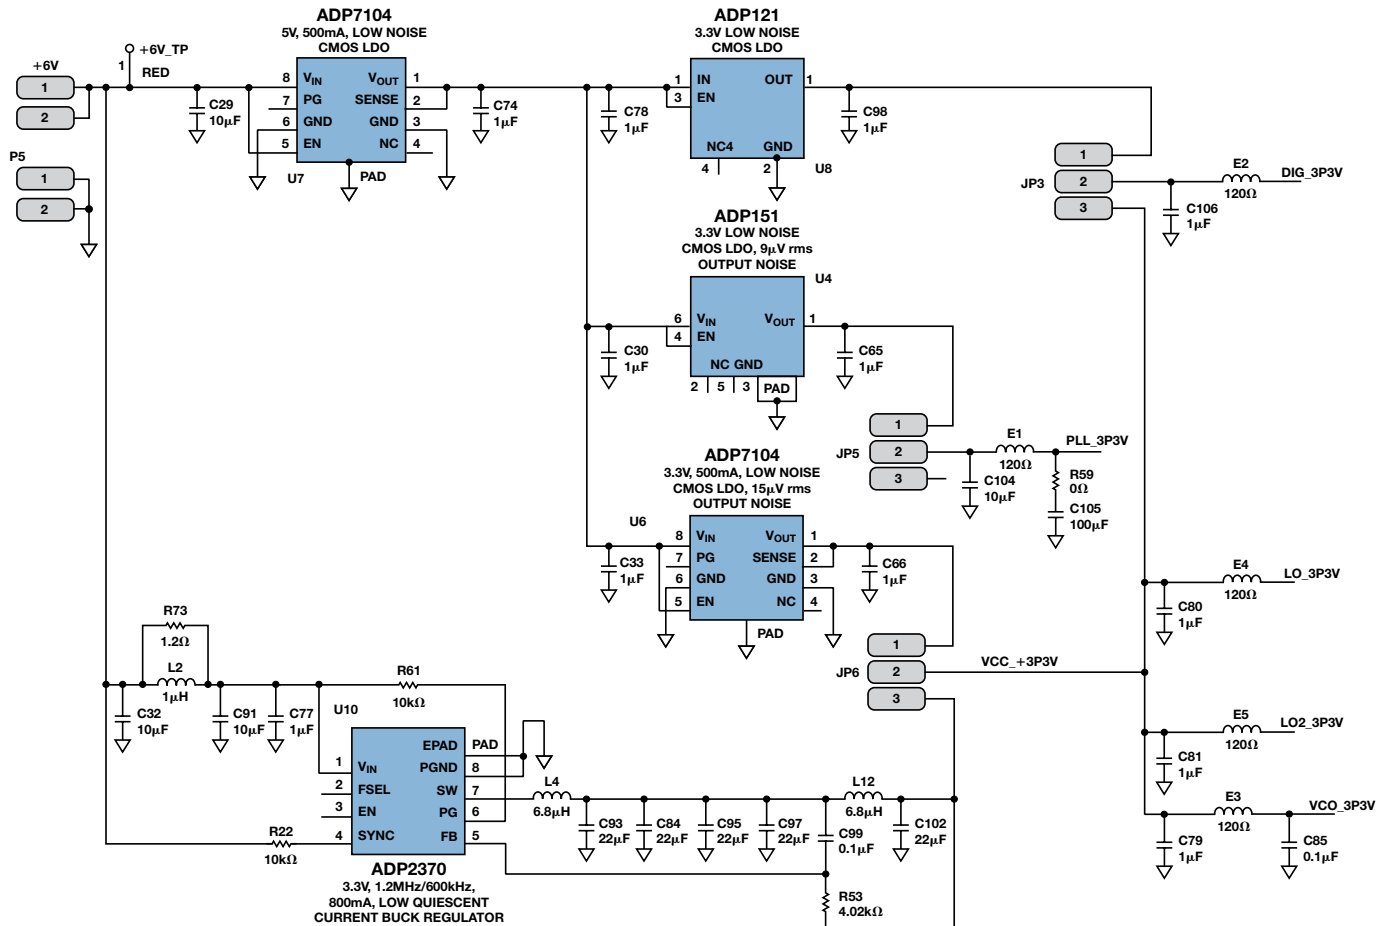 ADP7104
5V, 500mA, LOW NOISE
CMOS LDO
+6V_TP
1
RED
+6V
1
2
P5
1
2
C29
10µF
8
VIN
7
PG
6
GND
5
EN
VOUT
1
SENSE
2
GND
3
NC
4
U7
PAD
C74
1µF
C78
1µF
ADP121
3.3V LOW NOISE
CMOS LDO
1
IN
3
EN
OUT
1
NC4
GND
4
2
U8
C98
1µF
JP3
1
2
3
C106
1µF
E2
120Ω
DIG_3P3V
ADP151
3.3V LOW NOISE
CMOS LDO, 9µV rms
OUTPUT NOISE
U4
6
VIN
4
EN
VOUT
1
NC GND
2
5
3
PAD
C30
1µF
C65
1µF
JP5
1
2
3
E1
120Ω
PLL_3P3V
C104
10µF
R59
0Ω
C105
100µF
ADP7104
3.3V, 500mA, LOW NOISE
CMOS LDO, 15µV rms
OUTPUT NOISE
U6
8
VIN
7
PG
6
GND
5
EN
VOUT
1
SENSE
2
GND
3
NC
4
PAD
C33
1µF
C66
1µF
JP6
1
2
3
VCC_+3P3V
E4
120Ω
LO_3P3V
C80
1µF
E5
120Ω
LO2_3P3V
C81
1µF
E3
120Ω
VCO_3P3V
C79
1µF
C85
0.1µF
R73
1.2Ω
L2
1µH
C32
10µF
C91
10µF
C77
1µF
R61
10kΩ
U10
1
VIN
2
FSEL
3
EN
4
SYNC
EPAD
PAD
PGND
8
SW
7
PG
6
FB
5
R22
10kΩ
ADP2370
3.3V, 1.2MHz/600kHz,
800mA, LOW QUIESCENT
CURRENT BUCK REGULATOR
L4
6.8µH
C93
22µF
C84
22µF
C95
22µF
C97
22µF
C99
0.1µF
L12
6.8µH
C102
22µF
R53
4.02kΩ